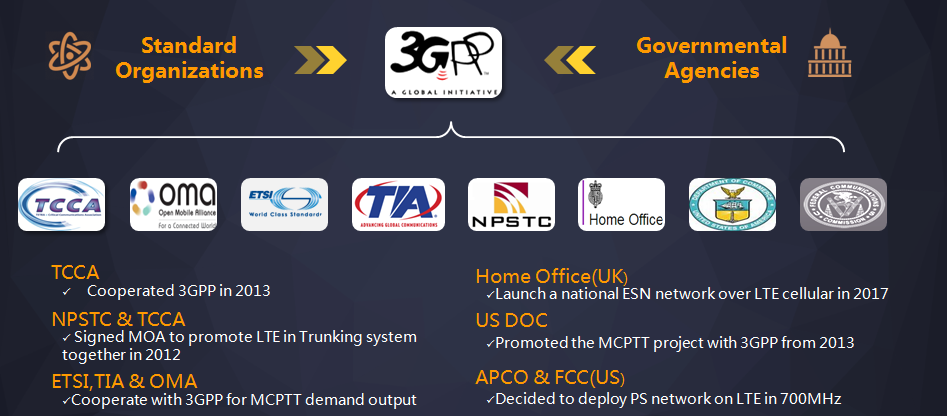 Standard
Organizations
3GPP
TM
A GLOBAL INITIATIVE
Governmental
Agencies
TCCA
oma
Open Mobile Alliance
For a Connected World
ETSI
World Class Standards
TIA
ADVANCING GLOBAL COMMUNICATIONS
NPSTC
Home Office
DEPARTMENT OF COMMERCE
UNITED STATES OF AMERICA
FEDERAL COMMUNICATIONS
COMMISSION
TCCA
✓ Cooperated 3GPP in 2013
NPSTC & TCCA
✓ Signed MOA to promote LTE in Trunking system
together in 2012
ETSI,TIA & OMA
✓Cooperate with 3GPP for MCPTT demand output
Home Office(UK)
✓Launch a national ESN network over LTE cellular in 2017
US DOC
✓Promoted the MCPTT project with 3GPP from 2013
APCO & FCC(US)
✓Decided to deploy PS network on LTE in 700MHz